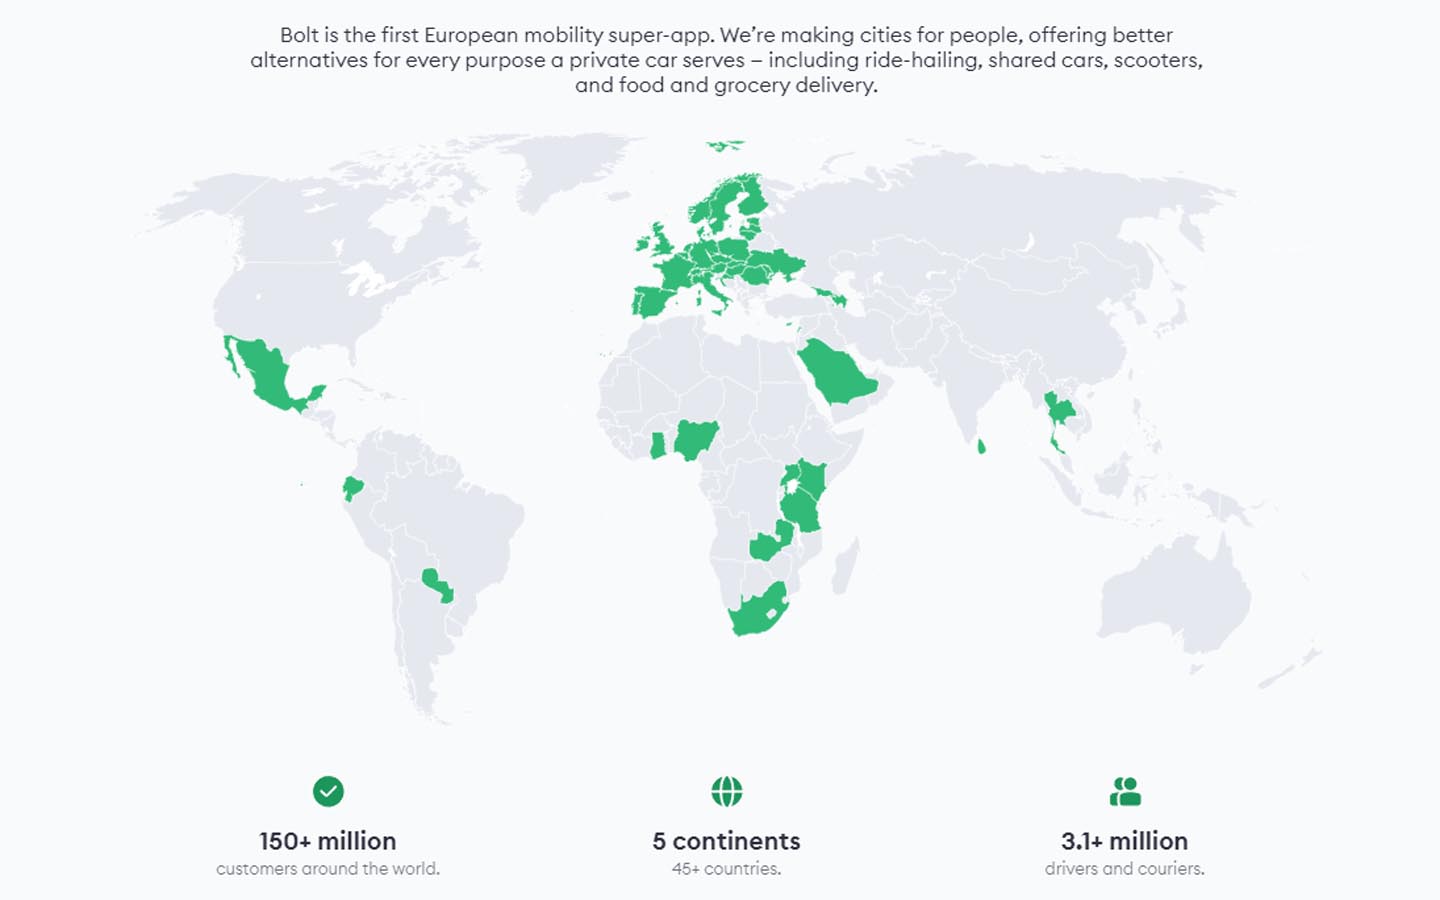 Bolt is the first European mobility super-app. We’re making cities for people, offering better
alternatives for every purpose a private car serves – including ride-hailing, shared cars, scooters,
and food and grocery delivery.
150+ million
customers around the world.
5 continents
45+ countries.
3.1+ million
drivers and couriers.